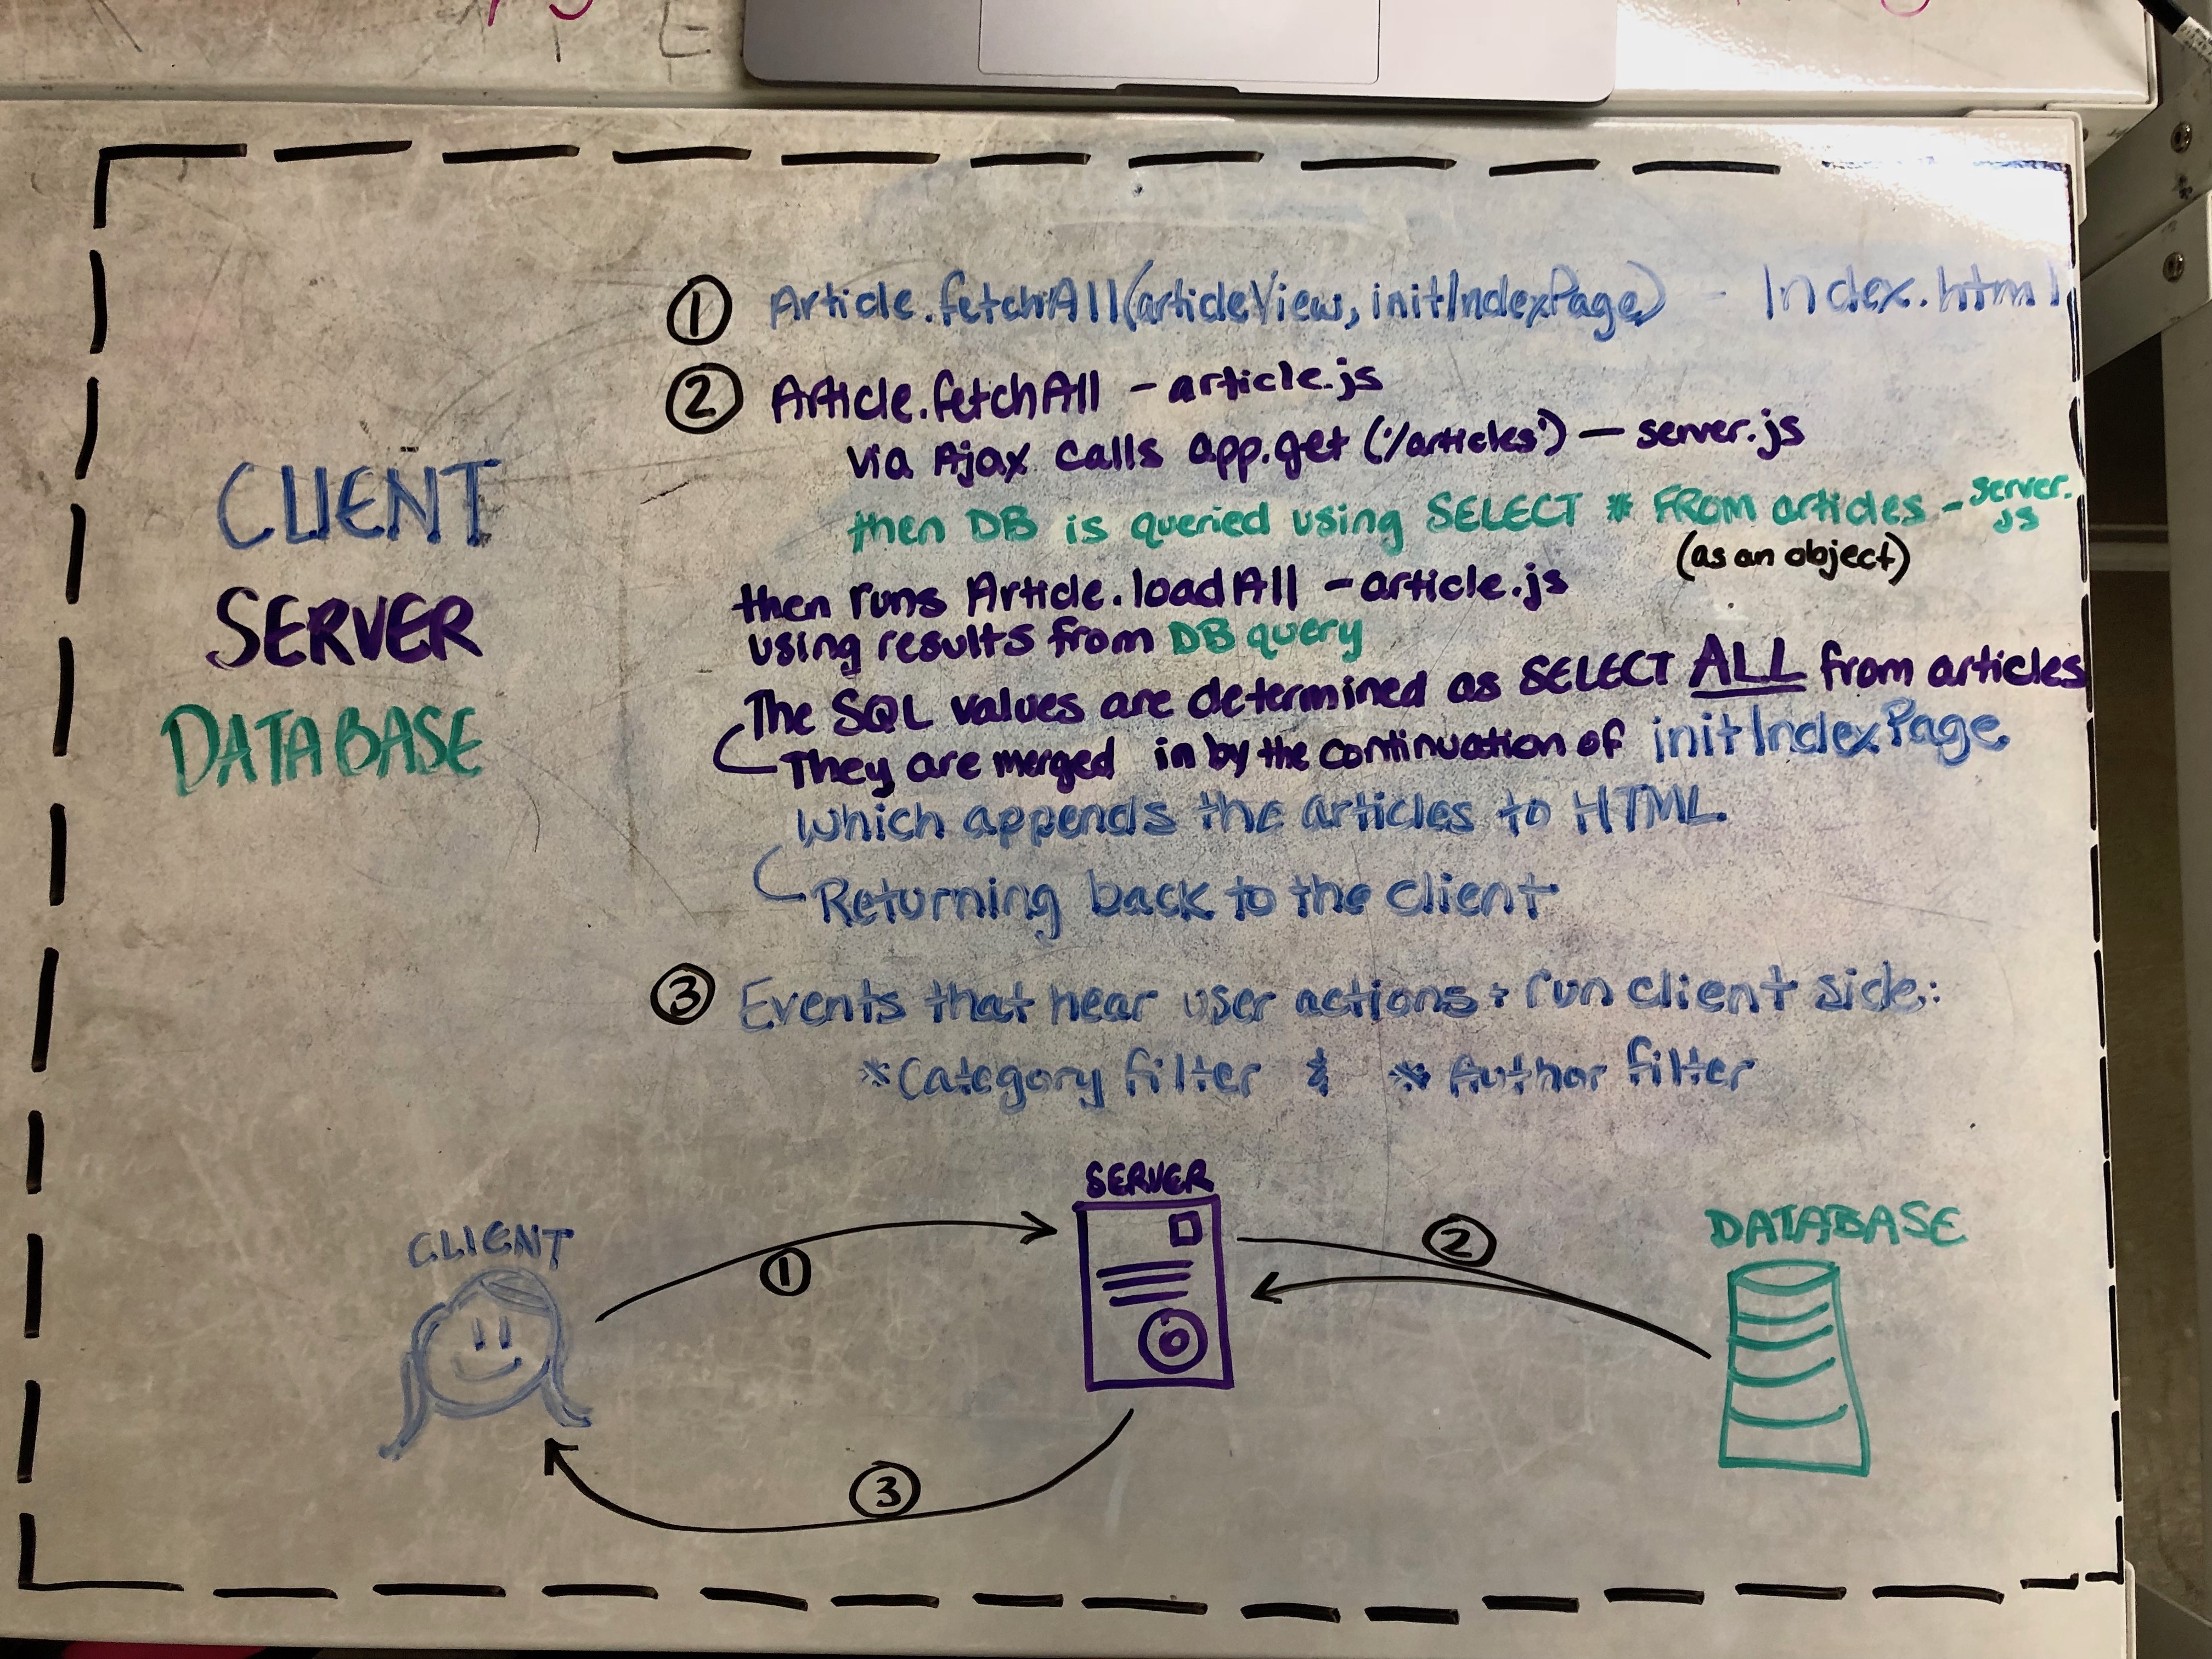 E
① Article.fetchAll(articleView, initIndexPage) - Index.html
② Article.fetchAll - article.js
via Ajax calls app.get('/articles') - server.js
then DB is queried using SELECT * FROM articles - server.js
(as an object)
then runs Article.loadAll - article.js
using results from DB query
The SQL values are determined as SELECT ALL from articles
They are merged in by the continuation of initIndexPage,
which appends the articles to HTML.
Returning back to the client
③ Events that hear user actions + run client side:
*Category filter & * Author filter
CLIENT
SERVER
DATABASE
CLIENT
①
SERVER
②
DATABASE
③